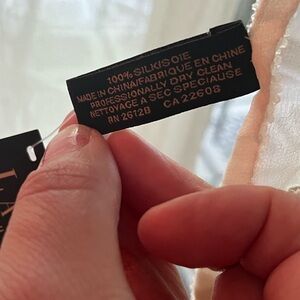 100% SILK/SOIE
MADE IN CHINA/FABRIQUE EN CHINE
PROFESSIONALLY DRY CLEAN
NETTOYAGE A SEC SPECIALISE
RN 26128 CA 22608
LA